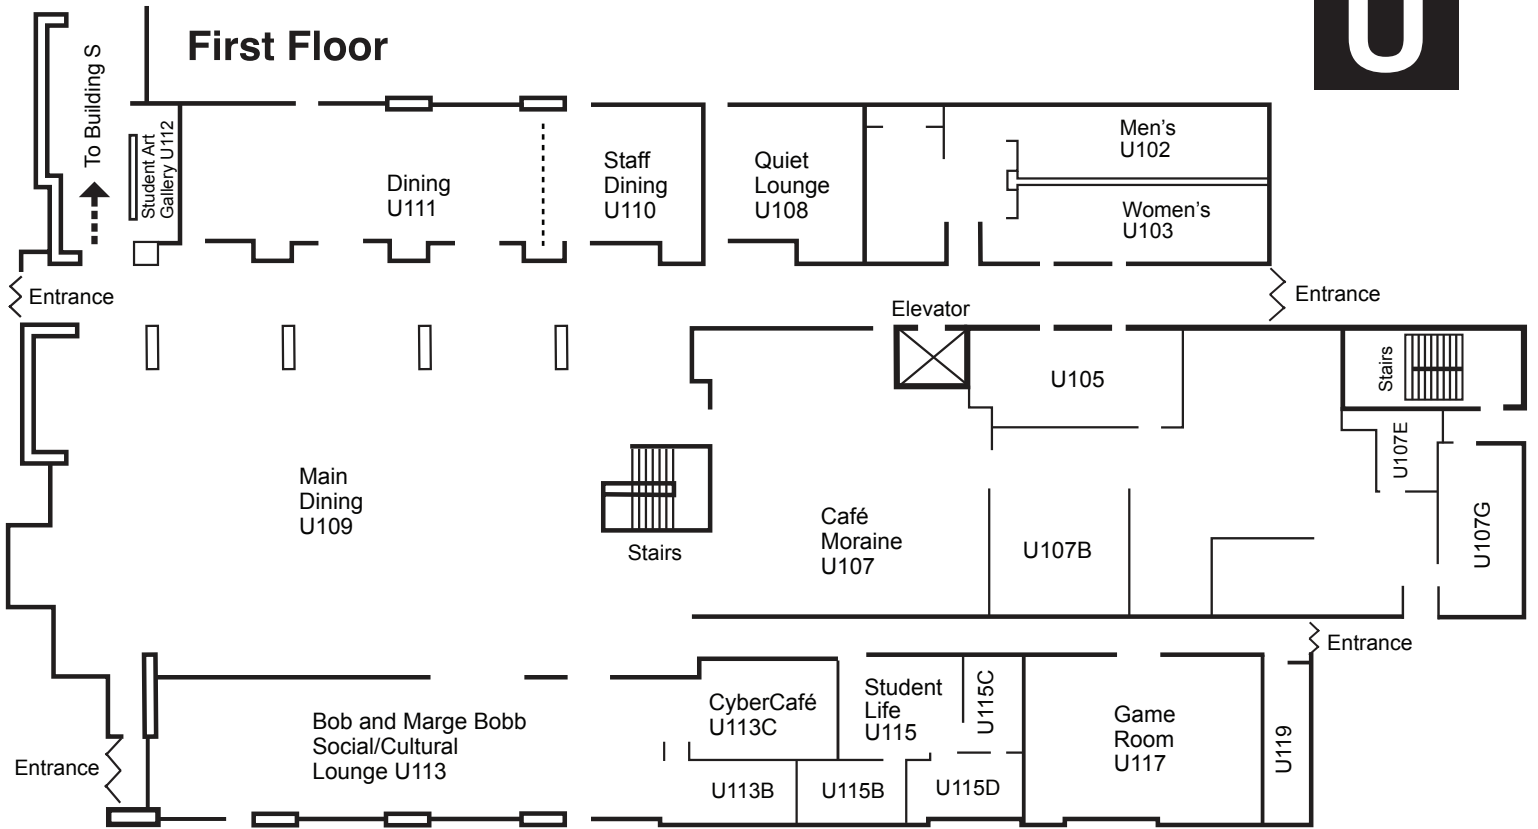 U
First Floor
To Building S
Student Art
Gallery U112
Dining
U111
Staff
Dining
U110
Quiet
Lounge
U108
Men’s
U102
Women’s
U103
Entrance
Entrance
Elevator
Stairs
U105
U107E
Main
Dining
U109
Stairs
Café
Moraine
U107
U107B
U107G
Entrance
Bob and Marge Bobb
Social/Cultural
Lounge U113
CyberCafé
U113C
Student
Life
U115
U115C
Game
Room
U117
U119
Entrance
U113B
U115B
U115D